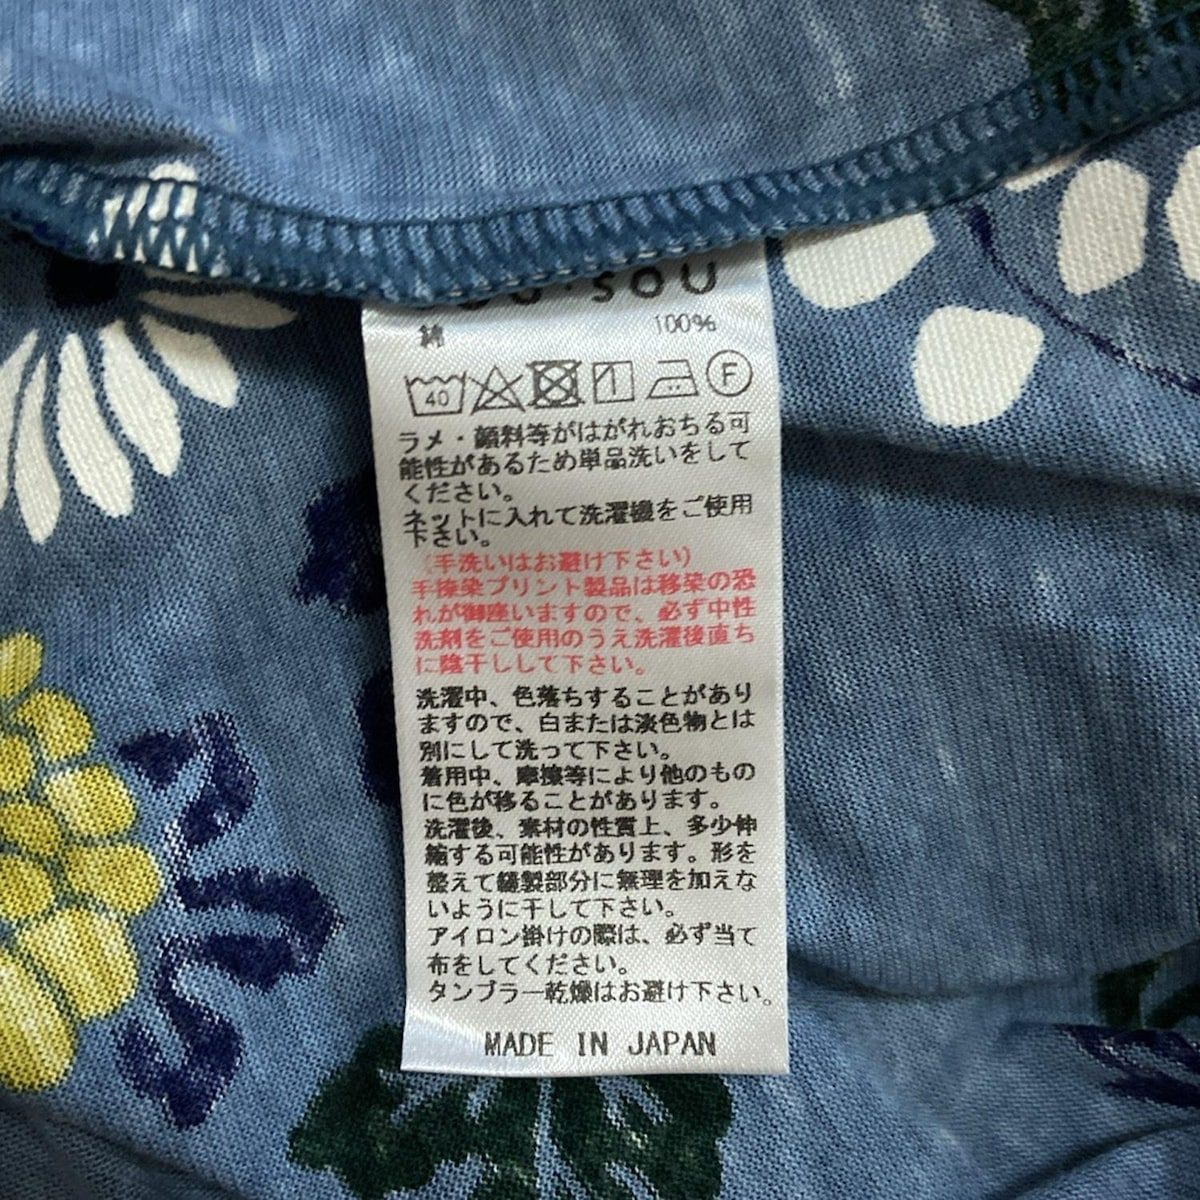 SOU
綿 100%
40 F
ラメ・顔料等がはがれおちる可
能性があるため単品洗いをして
ください。
ネットに入れて洗濯機をご使用
下さい。
（手洗いはお避け下さい）
手捺染プリント製品は移染の恐
れが御座いますので、必ず中性
洗剤をご使用のうえ洗濯後直ち
に陰干しして下さい。
洗濯中、色落ちすることがあり
ますので、白または淡色物とは
別にして洗って下さい。
着用中、摩擦等により他のもの
に色が移ることがあります。
洗濯後、素材の性質上、多少伸
縮する可能性があります。形を
整えて縫製部分に無理を加えな
いように干して下さい。
アイロン掛けの際は、必ず当て
布をしてください。
タンブラー乾燥はお避け下さい。
MADE IN JAPAN